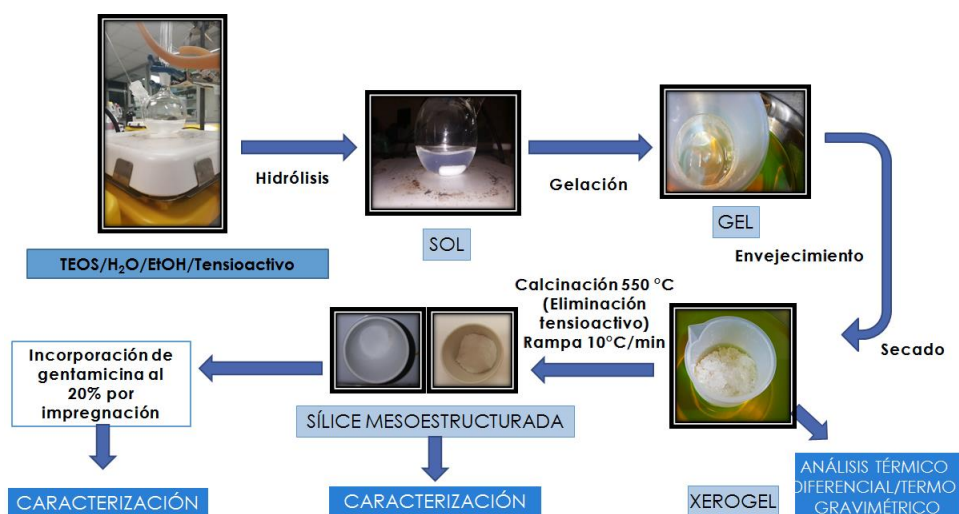 Hidrólisis
Gelación
TEOS/H₂O/EtOH/Tensioactivo
SOL
GEL
Envejecimiento
Secado
Calcinación 550 °C
(Eliminación
tensioactivo)
Rampa 10°C/min
Incorporación de
gentamicina al
20% por
impregnación
SÍLICE MESOESTRUCTURADA
CARACTERIZACIÓN
CARACTERIZACIÓN
XEROGEL
ANÁLISIS TÉRMICO
DIFERENCIAL/TERMO
GRAVIMÉTRICO